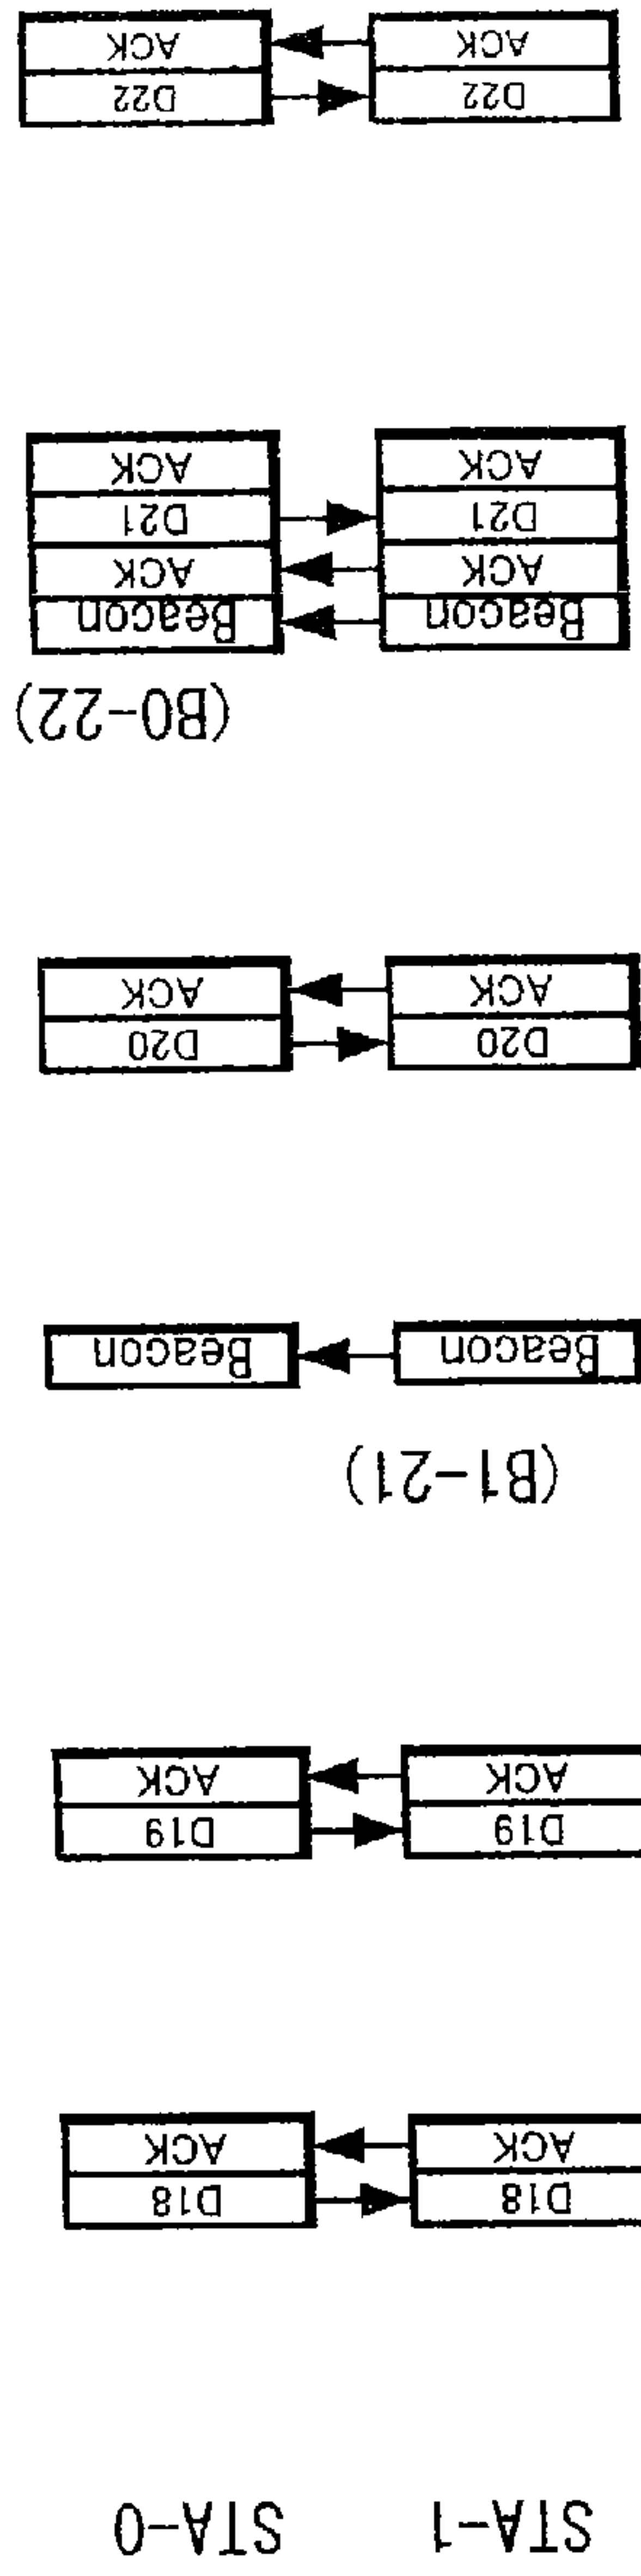 STA-1 STA-0
D18 D18
ACK ACK
D19 D19
ACK ACK
(B1-21)
Beacon Beacon
D20 D20
ACK ACK
(B0-22)
Beacon Beacon
ACK ACK
D21 D21
ACK ACK
D22 D22
ACK ACK